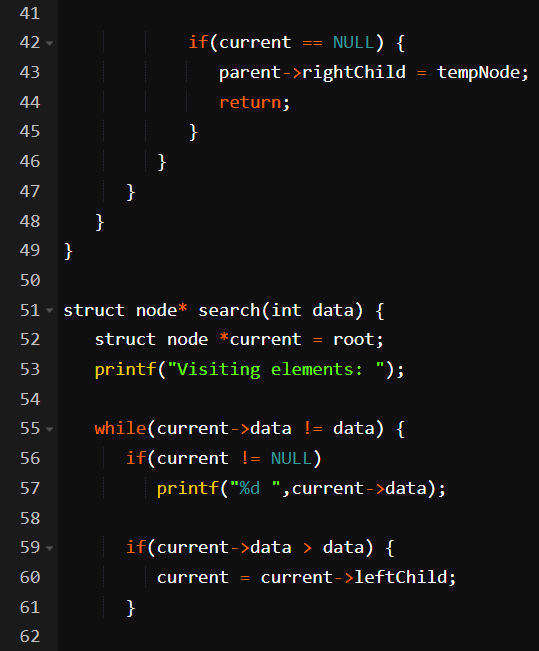 41
42 if(current == NULL) {
43 parent->rightChild = tempNode;
44 return;
45 }
46 }
47 }
48 }
49 }
50
51 struct node* search(int data) {
52 struct node *current = root;
53 printf("Visiting elements: ");
54
55 while(current->data != data) {
56 if(current != NULL)
57 printf("%d ",current->data);
58
59 if(current->data > data) {
60 current = current->leftChild;
61 }
62